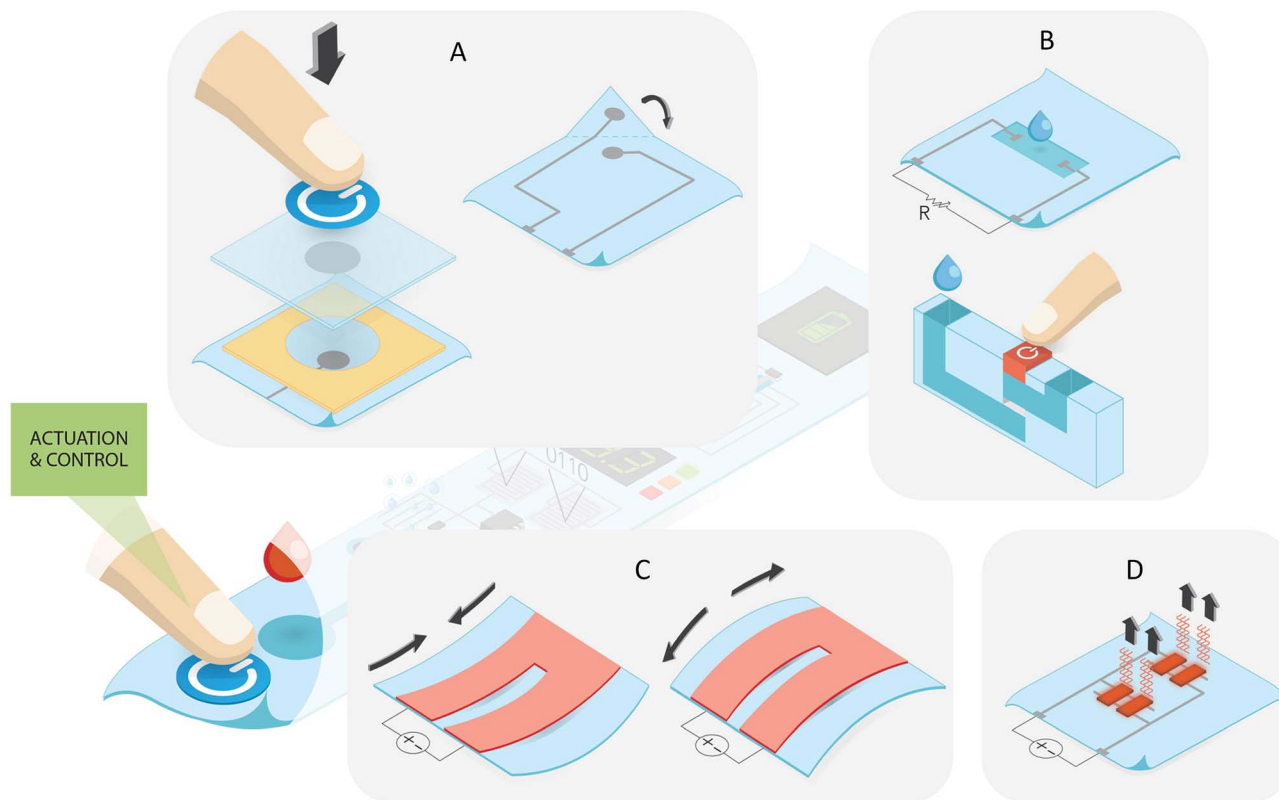 A
B
R
ACTUATION
& CONTROL
0110
C
+ -
+ -
D
+ -